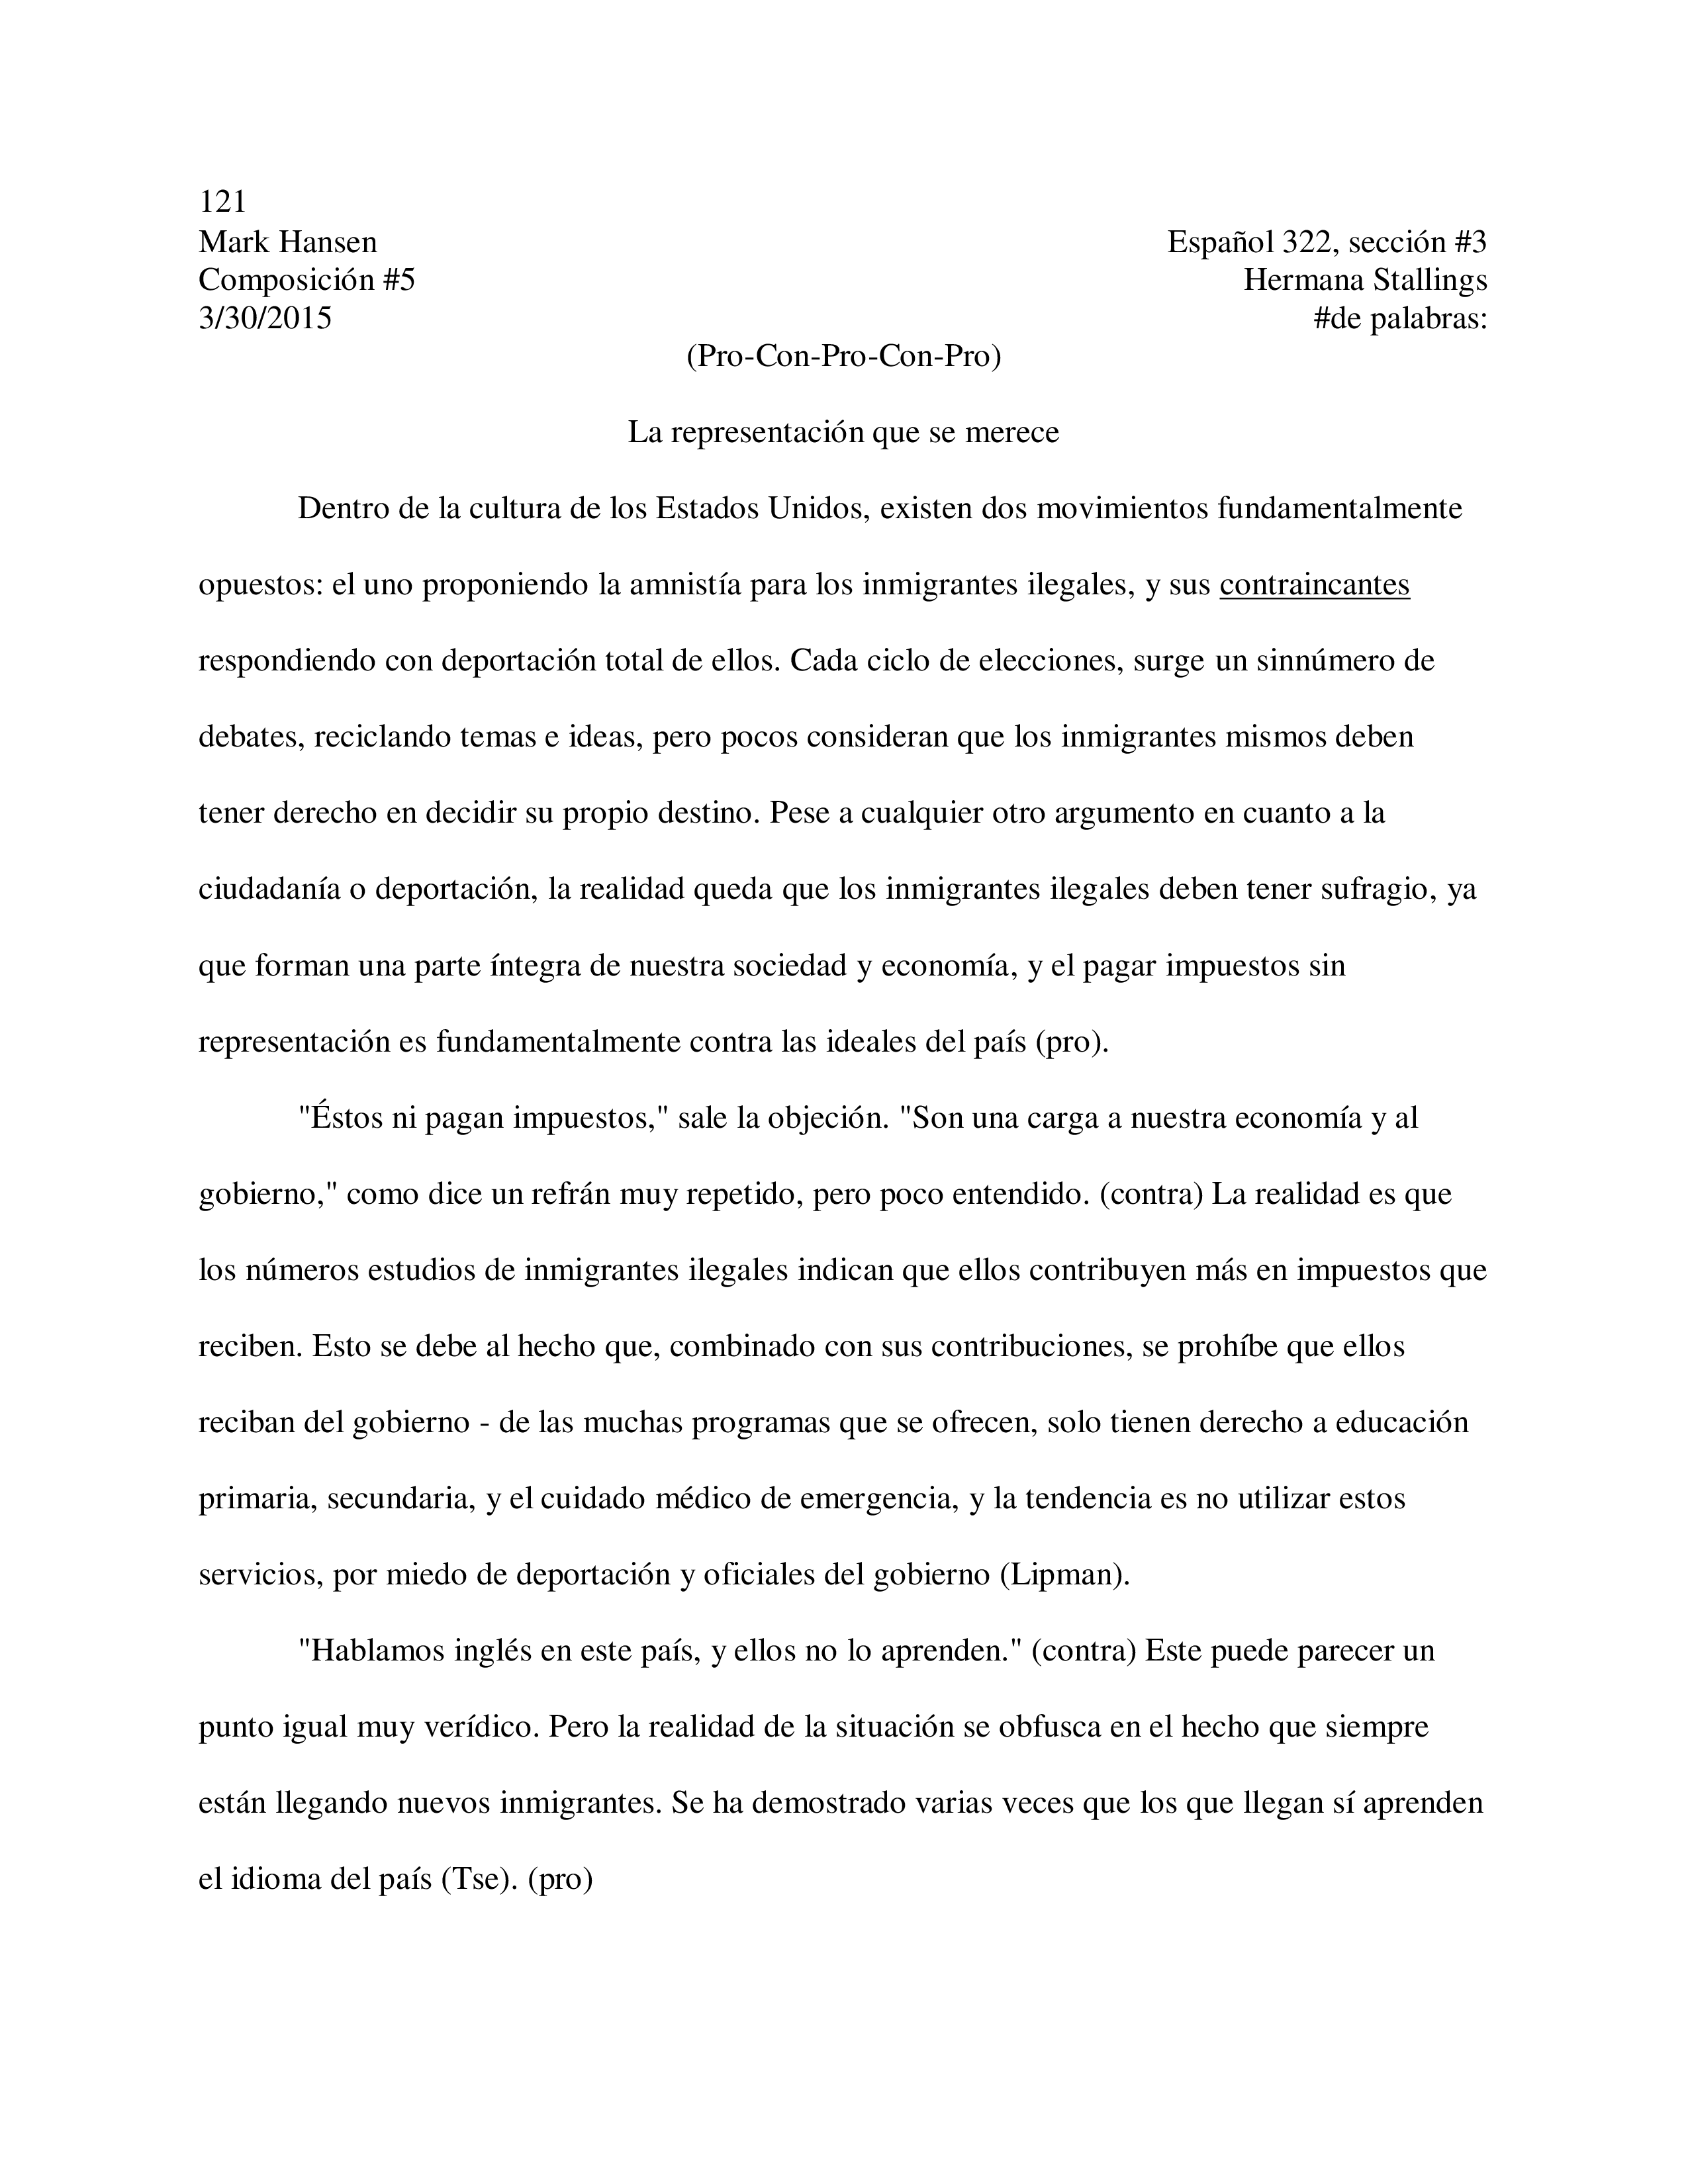 121
Mark Hansen Español 322, sección #3
Composición #5 Hermana Stallings
3/30/2015 #de palabras:
(Pro-Con-Pro-Con-Pro)
La representación que se merece
Dentro de la cultura de los Estados Unidos, existen dos movimientos fundamentalmente
opuestos: el uno proponiendo la amnistía para los inmigrantes ilegales, y sus contraincantes
respondiendo con deportación total de ellos. Cada ciclo de elecciones, surge un sinnúmero de
debates, reciclando temas e ideas, pero pocos consideran que los inmigrantes mismos deben
tener derecho en decidir su propio destino. Pese a cualquier otro argumento en cuanto a la
ciudadanía o deportación, la realidad queda que los inmigrantes ilegales deben tener sufragio, ya
que forman una parte íntegra de nuestra sociedad y economía, y el pagar impuestos sin
representación es fundamentalmente contra las ideales del país (pro).
"Éstos ni pagan impuestos," sale la objeción. "Son una carga a nuestra economía y al
gobierno," como dice un refrán muy repetido, pero poco entendido. (contra) La realidad es que
los números estudios de inmigrantes ilegales indican que ellos contribuyen más en impuestos que
reciben. Esto se debe al hecho que, combinado con sus contribuciones, se prohíbe que ellos
reciban del gobierno - de las muchas programas que se ofrecen, solo tienen derecho a educación
primaria, secundaria, y el cuidado médico de emergencia, y la tendencia es no utilizar estos
servicios, por miedo de deportación y oficiales del gobierno (Lipman).
"Hablamos inglés en este país, y ellos no lo aprenden." (contra) Este puede parecer un
punto igual muy verídico. Pero la realidad de la situación se obfusca en el hecho que siempre
están llegando nuevos inmigrantes. Se ha demostrado varias veces que los que llegan sí aprenden
el idioma del país (Tse). (pro)